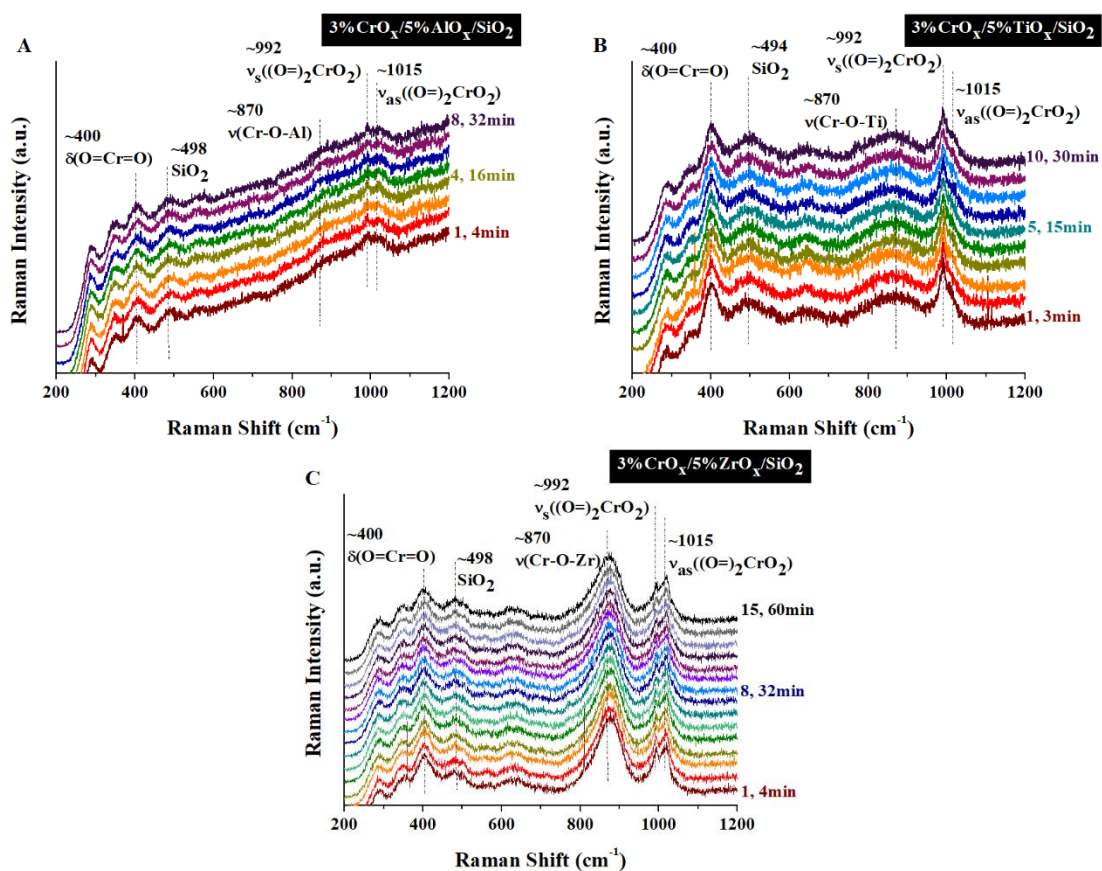 A
3%CrOx/5%AlOx/SiO2
~992
νs((O=)2CrO2)
~1015
νas((O=)2CrO2)
~870
ν(Cr-O-Al)
8, 32min
~400
δ(O=Cr=O)
~498
SiO2
4, 16min
1, 4min
Raman Intensity (a.u.)
200 400 600 800 1000 1200
Raman Shift (cm-1)
B
3%CrOx/5%TiOx/SiO2
~992
νs((O=)2CrO2)
~400
δ(O=Cr=O)
~494
SiO2
~1015
νas((O=)2CrO2)
~870
ν(Cr-O-Ti)
10, 30min
5, 15min
1, 3min
Raman Intensity (a.u.)
200 400 600 800 1000 1200
Raman Shift (cm-1)
C
3%CrOx/5%ZrOx/SiO2
~992
νs((O=)2CrO2)
~400
δ(O=Cr=O)
~498
SiO2
~870
ν(Cr-O-Zr)
~1015
νas((O=)2CrO2)
15, 60min
8, 32min
1, 4min
Raman Intensity (a.u.)
200 400 600 800 1000 1200
Raman Shift (cm-1)